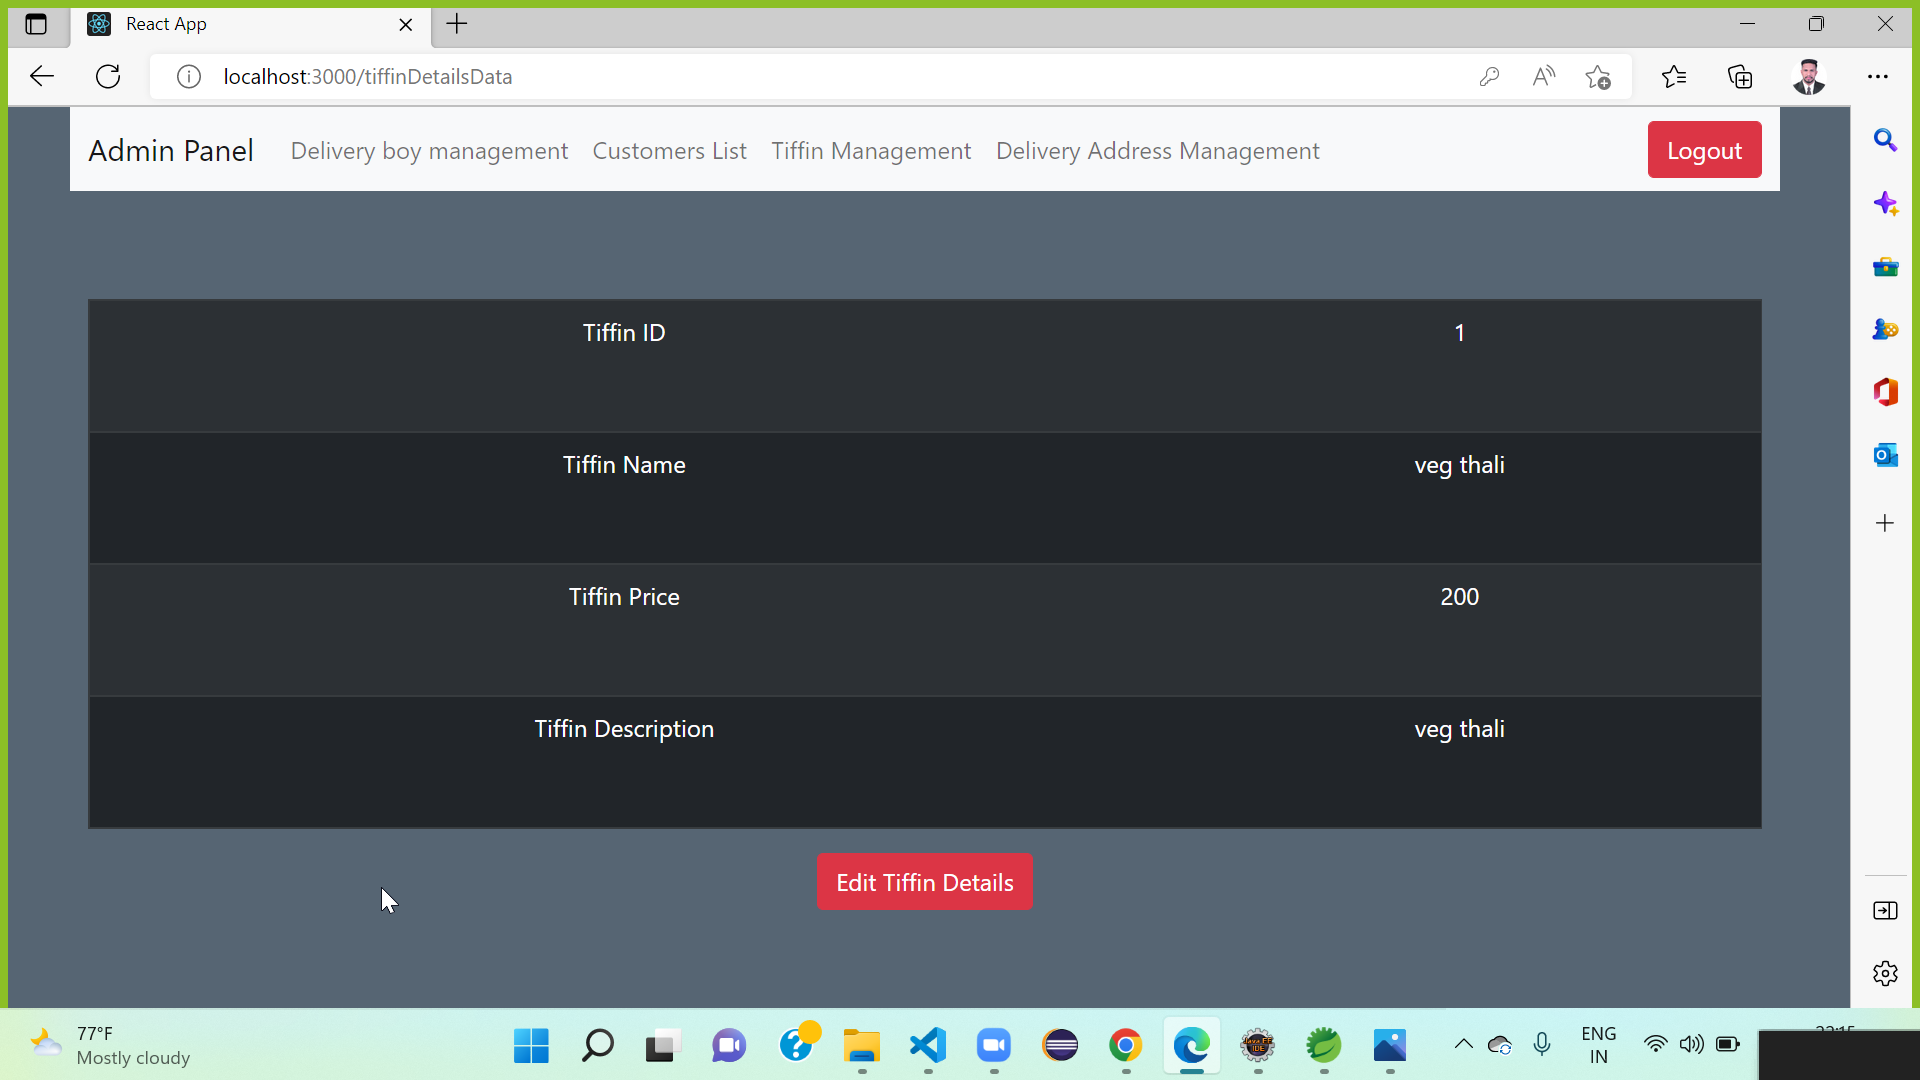 React App
localhost:3000/tiffinDetailsData
Admin Panel Delivery boy management Customers List Tiffin Management Delivery Address Management Logout
Tiffin ID 1
Tiffin Name veg thali
Tiffin Price 200
Tiffin Description veg thali
Edit Tiffin Details
77°F
Mostly cloudy
ENG
IN